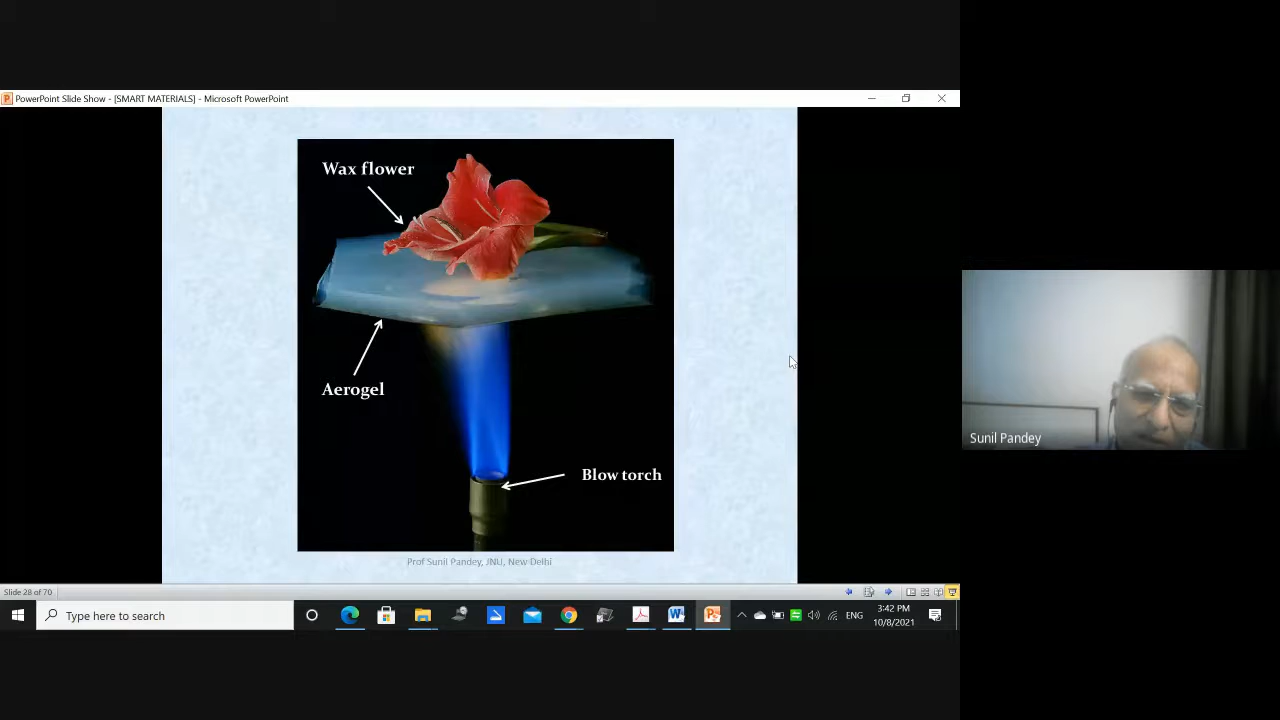 PowerPoint Slide Show - [SMART MATERIALS] - Microsoft PowerPoint
Wax flower
Aerogel
Blow torch
Prof Sunil Pandey, JNU, New Delhi
Sunil Pandey
Slide 28 of 70
Type here to search
ENG
3:42 PM
10/8/2021